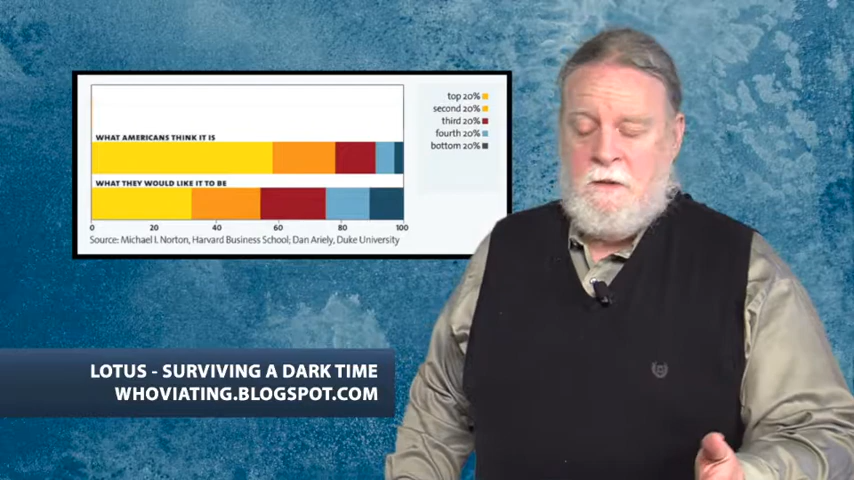 top 20%
second 20%
third 20%
fourth 20%
bottom 20%
WHAT AMERICANS THINK IT IS
WHAT THEY WOULD LIKE IT TO BE
0 20 40 60 80 100
Source: Michael I. Norton, Harvard Business School; Dan Ariely, Duke University
LOTUS - SURVIVING A DARK TIME
WHOVIATING.BLOGSPOT.COM